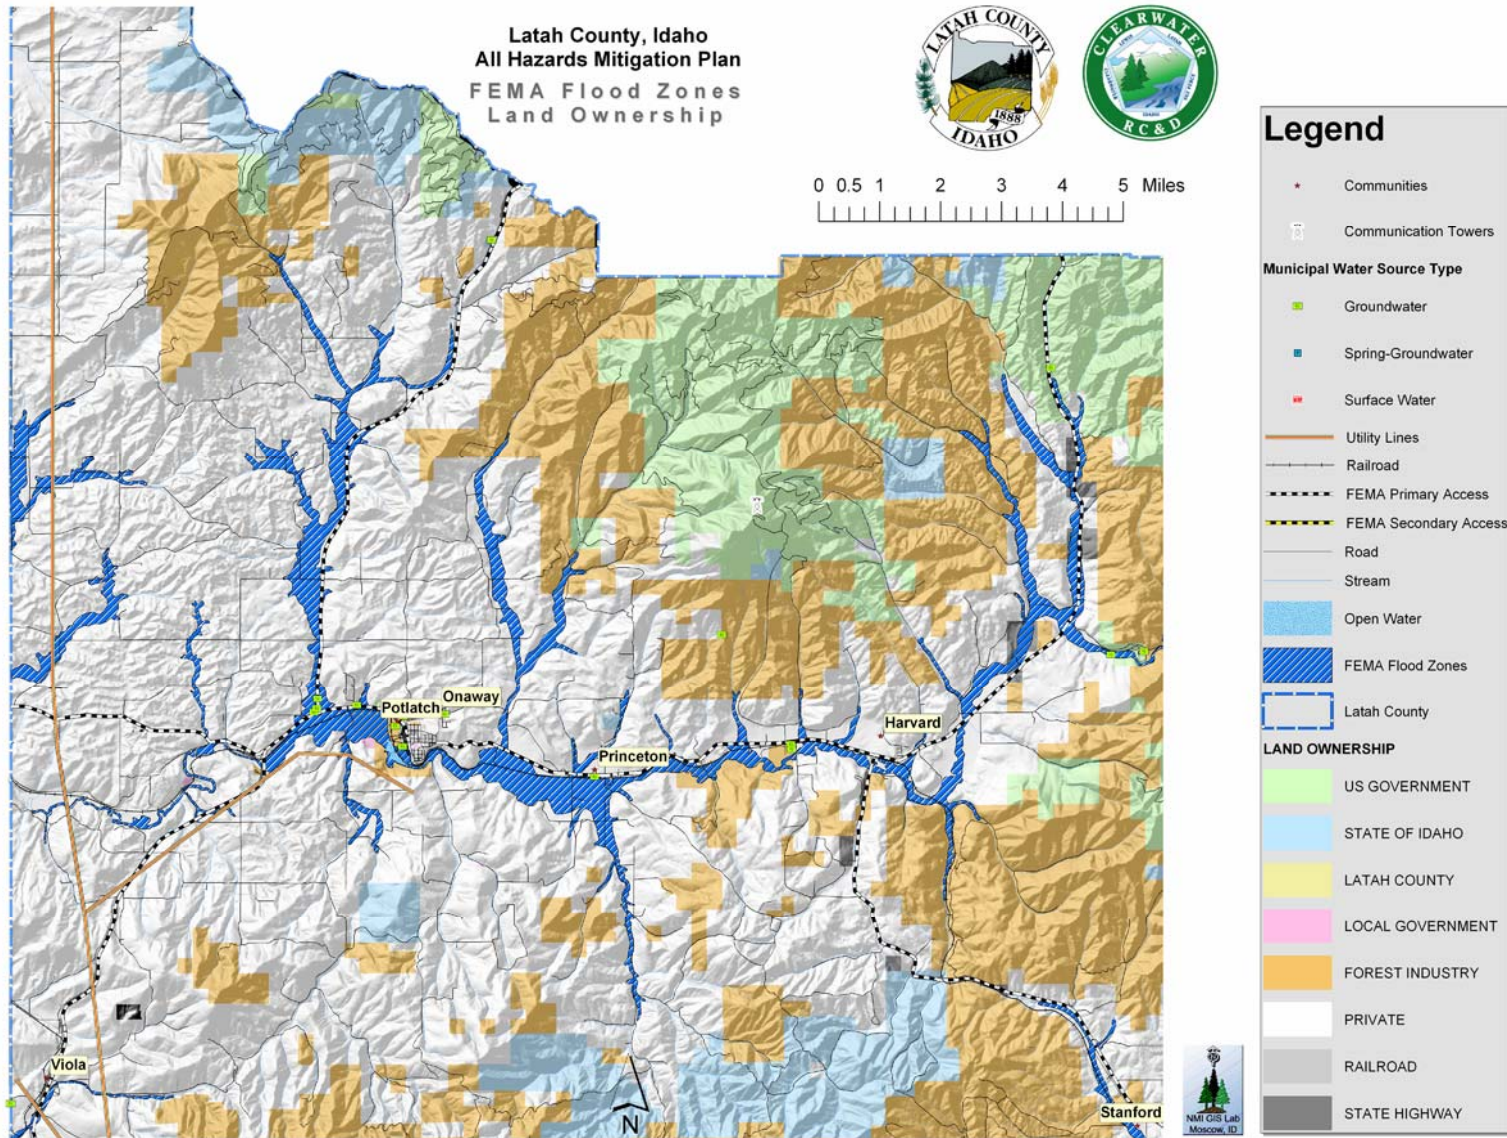 Latah County, Idaho
All Hazards Mitigation Plan
FEMA Flood Zones
Land Ownership
LATAH COUNTY
1888
IDAHO
CLEARWATER
RC&D
IDAHO
0 0.5 1 2 3 4 5 Miles
Legend
Communities
Communication Towers
Municipal Water Source Type
Groundwater
Spring-Groundwater
Surface Water
Utility Lines
Railroad
FEMA Primary Access
FEMA Secondary Access
Road
Stream
Open Water
FEMA Flood Zones
Latah County
LAND OWNERSHIP
US GOVERNMENT
STATE OF IDAHO
LATAH COUNTY
LOCAL GOVERNMENT
FOREST INDUSTRY
PRIVATE
RAILROAD
STATE HIGHWAY
Onaway
Potlatch
Harvard
Princeton
Viola
Stanford
N
NMI GIS Lab
Moscow, ID